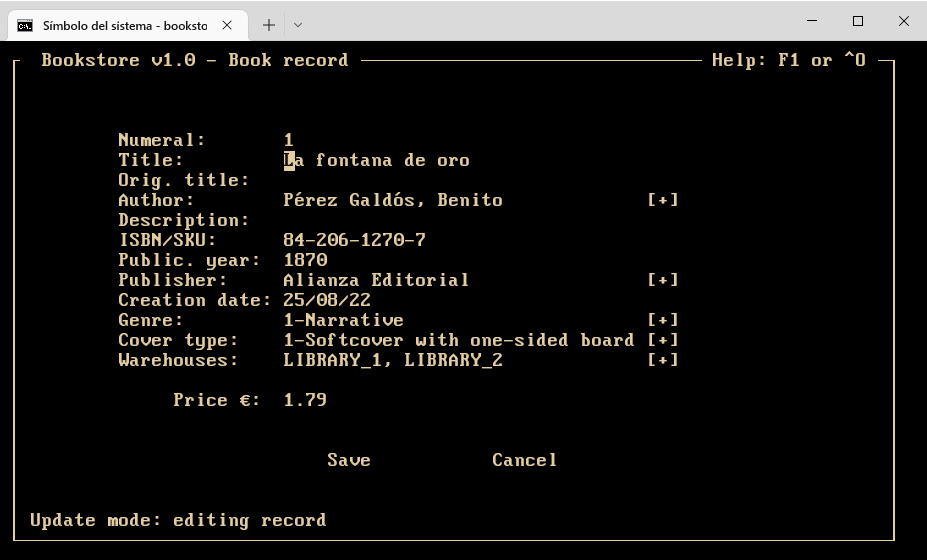 Símbolo del sistema - booksto
Bookstore v1.0 - Book record Help: F1 or ^O
Numeral: 1
Title: La fontana de oro
Orig. title:
Author: Pérez Galdós, Benito [+]
Description:
ISBN/SKU: 84-206-1270-7
Public. year: 1870
Publisher: Alianza Editorial [+]
Creation date: 25/08/22
Genre: 1-Narrative [+]
Cover type: 1-Softcover with one-sided board [+]
Warehouses: LIBRARY_1, LIBRARY_2 [+]
Price €: 1.79
Save Cancel
Update mode: editing record